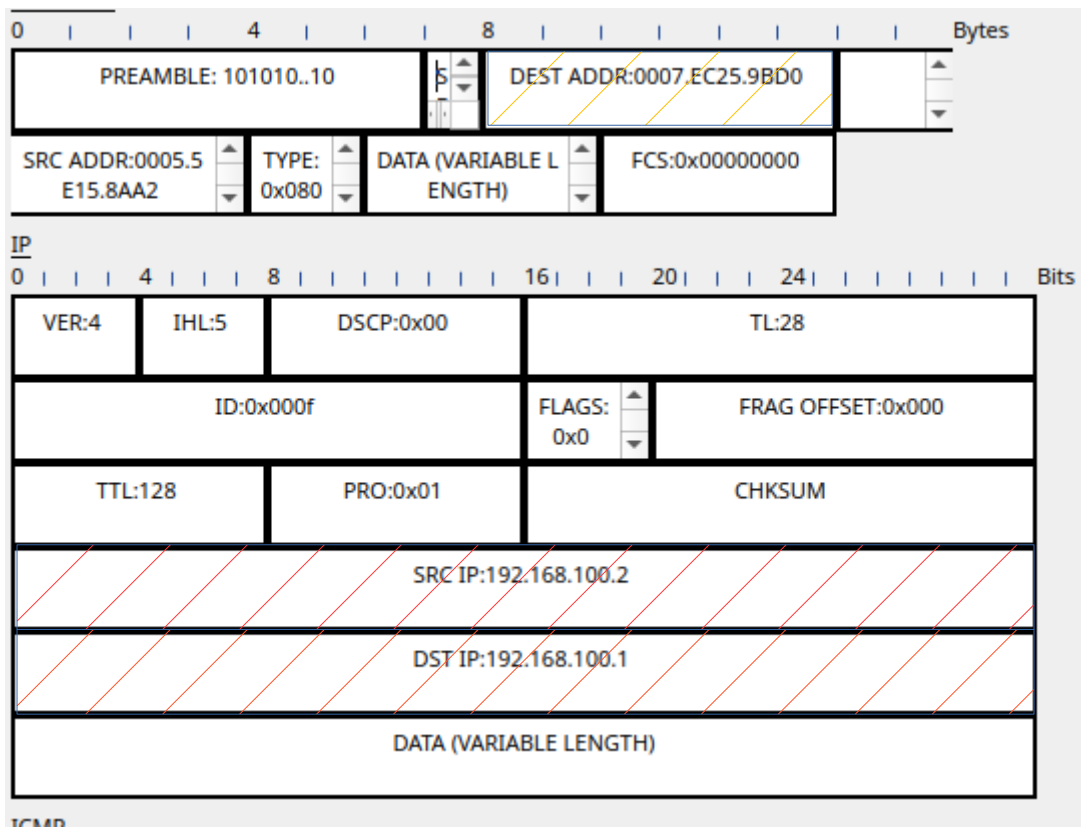 0 4 8 Bytes
PREAMBLE: 101010..10
S
DEST ADDR:0007.EC25.9BD0
SRC ADDR:0005.5
E15.8AA2
TYPE:
0x080
DATA (VARIABLE L
ENGTH)
FCS:0x00000000
IP
0 4 8 16 20 24 Bits
VER:4 IHL:5 DSCP:0x00 TL:28
ID:0x000f
FLAGS:
0x0
FRAG OFFSET:0x000
TTL:128 PRO:0x01 CHKSUM
SRC IP:192.168.100.2
DST IP:192.168.100.1
DATA (VARIABLE LENGTH)
ICMP